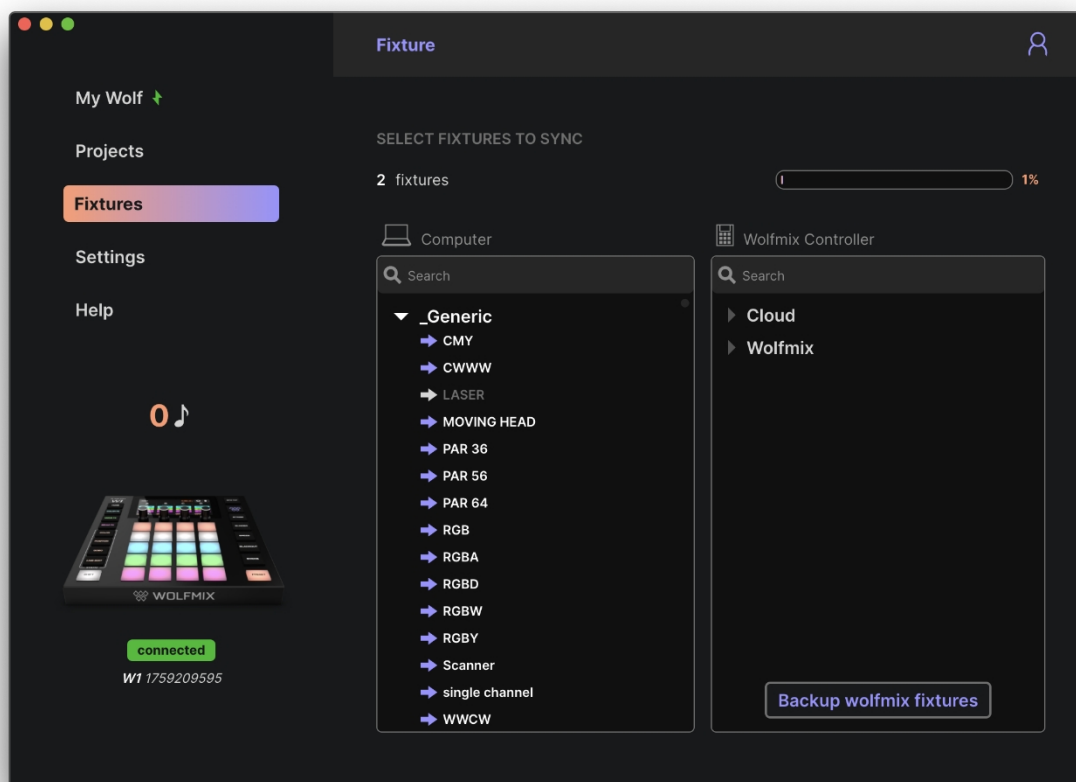 Fixture
My Wolf
Projects
Fixtures
Settings
Help
0
WOLFMIX
connected
W1 1759209595
SELECT FIXTURES TO SYNC
2 fixtures
1%
Computer
Search
_Generic
CMY
CWWW
LASER
MOVING HEAD
PAR 36
PAR 56
PAR 64
RGB
RGBA
RGBD
RGBW
RGBY
Scanner
single channel
WWCW
Wolfmix Controller
Search
Cloud
Wolfmix
Backup wolfmix fixtures